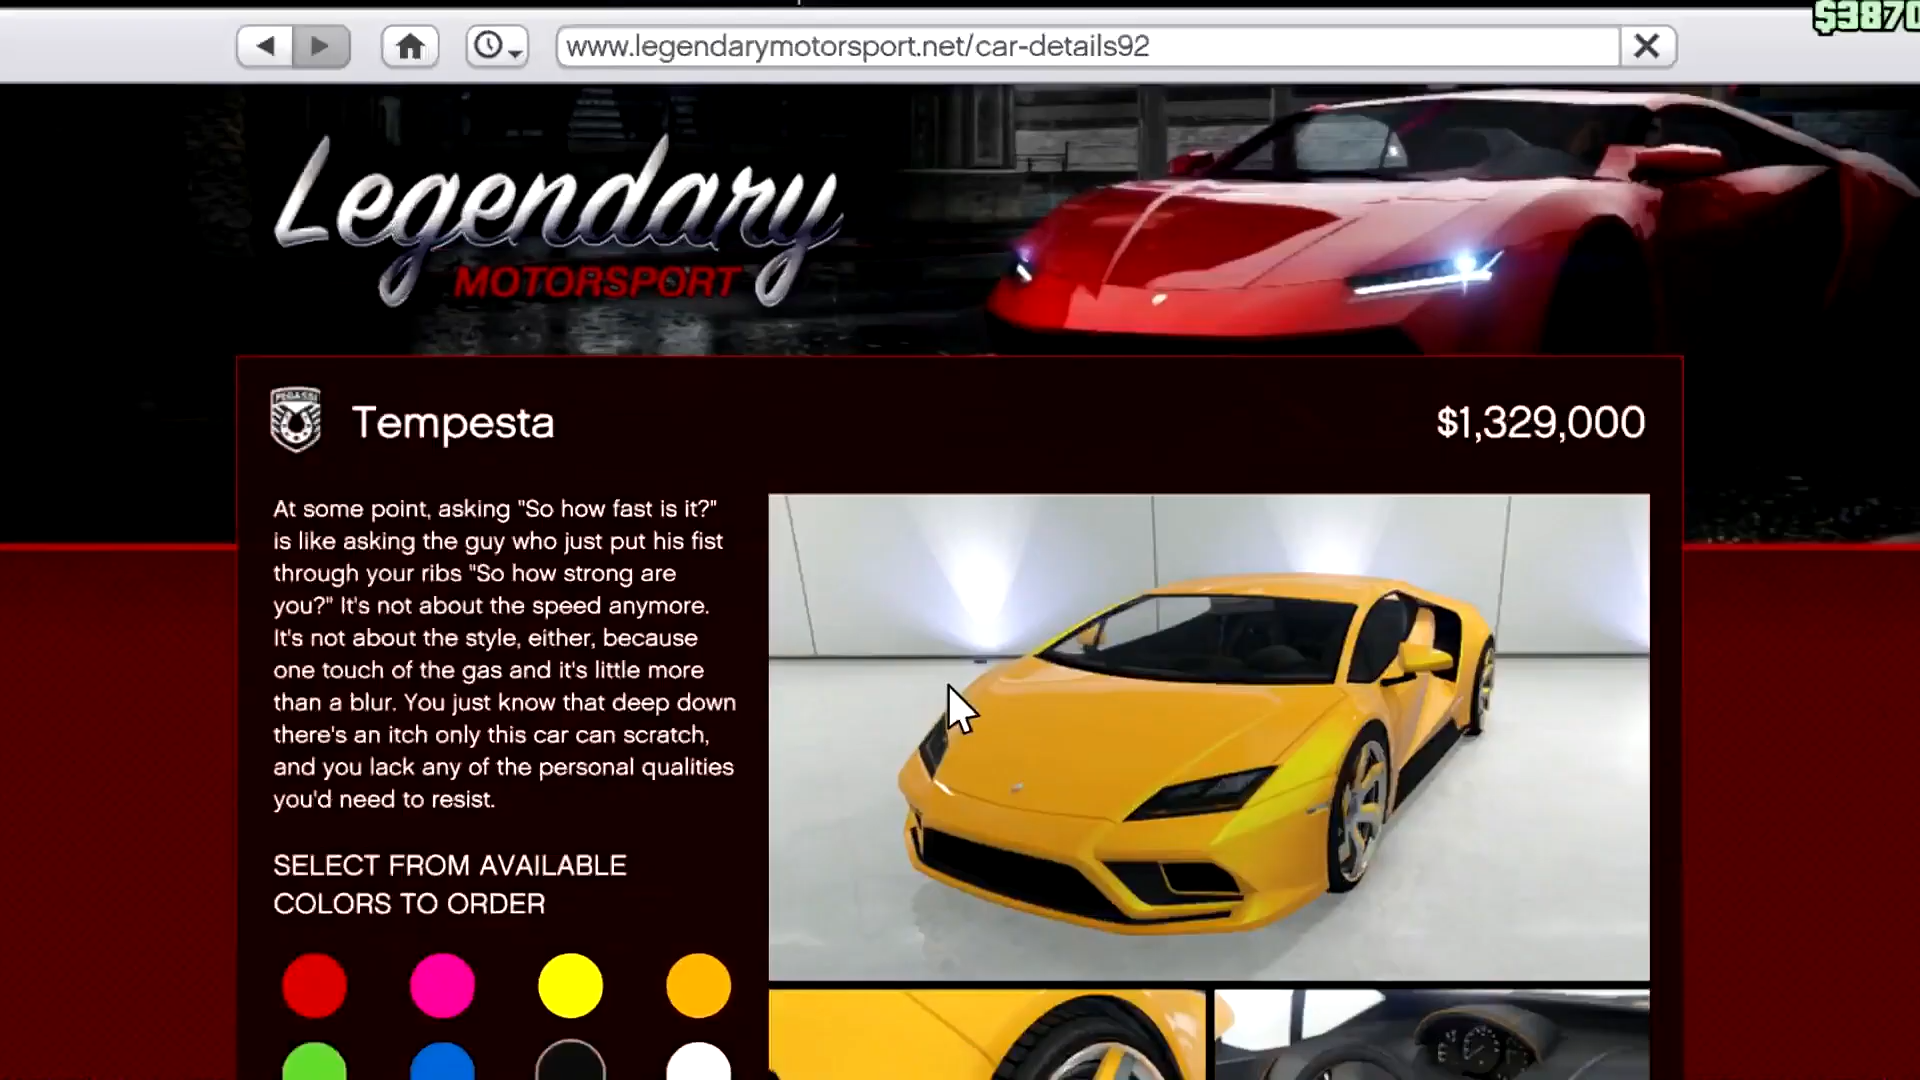 $3870
www.legendarymotorsport.net/car-details92
Legendary
MOTORSPORT
PEGASSI
Tempesta
$1,329,000
At some point, asking "So how fast is it?"
is like asking the guy who just put his fist
through your ribs "So how strong are
you?" It's not about the speed anymore.
It's not about the style, either, because
one touch of the gas and it's little more
than a blur. You just know that deep down
there's an itch only this car can scratch,
and you lack any of the personal qualities
you'd need to resist.
SELECT FROM AVAILABLE
COLORS TO ORDER